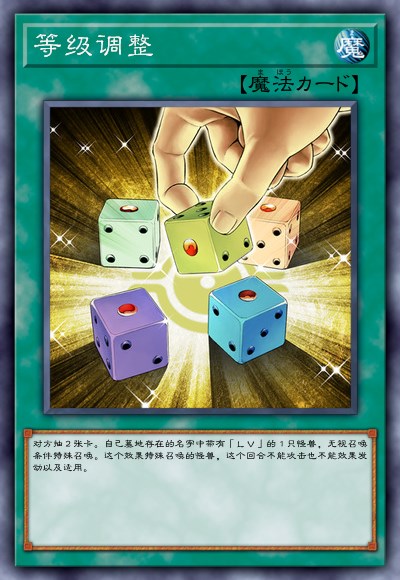 等级调整
魔
【魔法カード】
ま ほう
对方抽2张卡。自己墓地存在的名字中带有「LV」的1只怪兽，无视召唤
条件特殊召唤。这个效果特殊召唤的怪兽，这个回合不能攻击也不能效果发
动以及适用。